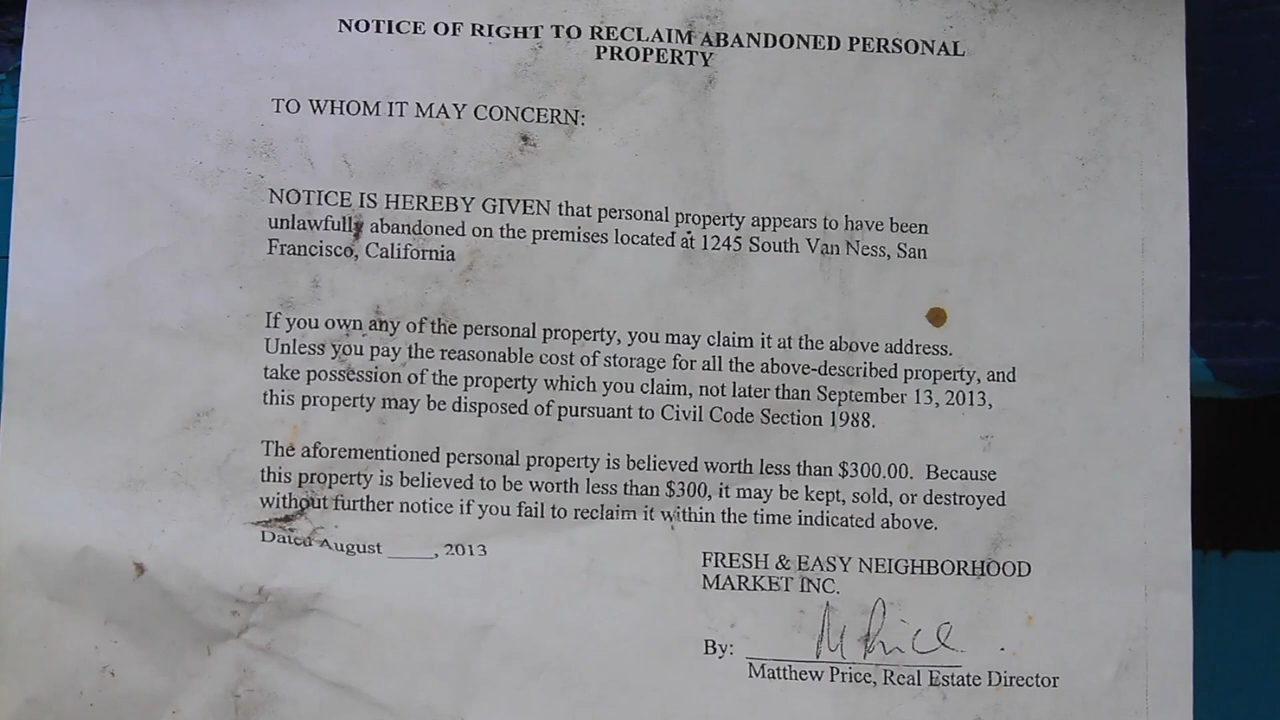 NOTICE OF RIGHT TO RECLAIM ABANDONED PERSONAL
PROPERTY
TO WHOM IT MAY CONCERN:
NOTICE IS HEREBY GIVEN that personal property appears to have been
unlawfully abandoned on the premises located at 1245 South Van Ness, San
Francisco, California
If you own any of the personal property, you may claim it at the above address.
Unless you pay the reasonable cost of storage for all the above-described property, and
take possession of the property which you claim, not later than September 13, 2013,
this property may be disposed of pursuant to Civil Code Section 1988.
The aforementioned personal property is believed worth less than $300.00. Because
this property is believed to be worth less than $300, it may be kept, sold, or destroyed
without further notice if you fail to reclaim it within the time indicated above.
Dated August ____, 2013
FRESH & EASY NEIGHBORHOOD
MARKET INC.
By: M Price
Matthew Price, Real Estate Director